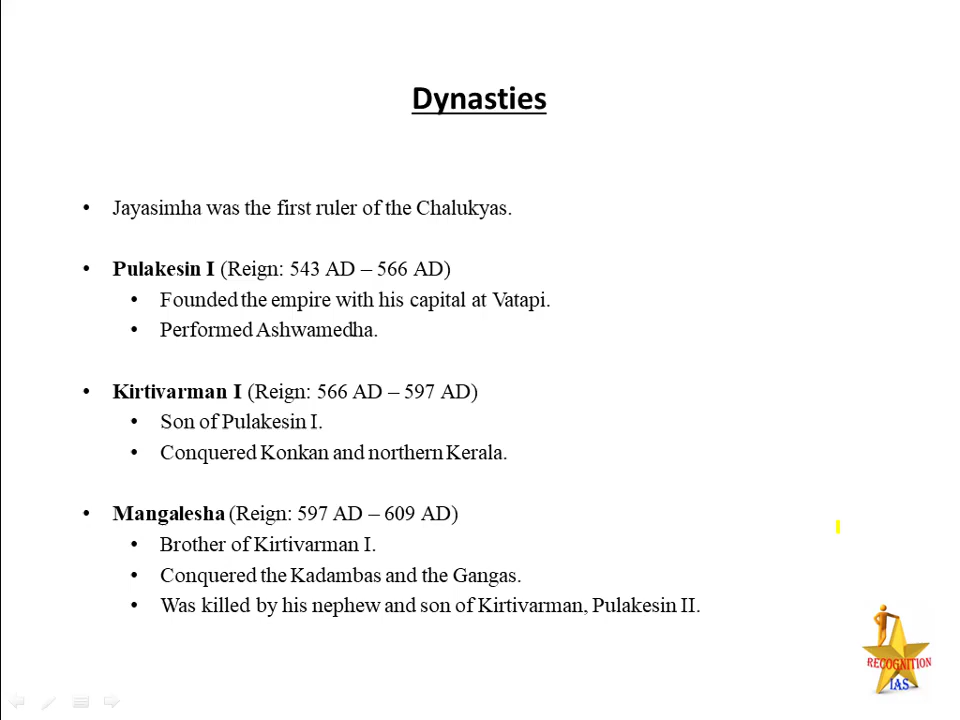 Dynasties
• Jayasimha was the first ruler of the Chalukyas.
• Pulakesin I (Reign: 543 AD – 566 AD)
• Founded the empire with his capital at Vatapi.
• Performed Ashwamedha.
• Kirtivarman I (Reign: 566 AD – 597 AD)
• Son of Pulakesin I.
• Conquered Konkan and northern Kerala.
• Mangalesha (Reign: 597 AD – 609 AD)
• Brother of Kirtivarman I.
• Conquered the Kadambas and the Gangas.
• Was killed by his nephew and son of Kirtivarman, Pulakesin II.
RECOGNITION
IAS